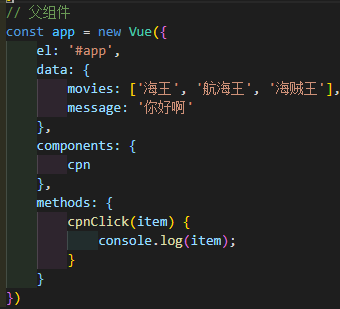 // 父组件
const app = new Vue({
    el: '#app',
    data: {
        movies: ['海王', '航海王', '海贼王'],
        message: '你好啊'
    },
    components: {
        cpn
    },
    methods: {
        cpnClick(item) {
            console.log(item);
        }
    }
})